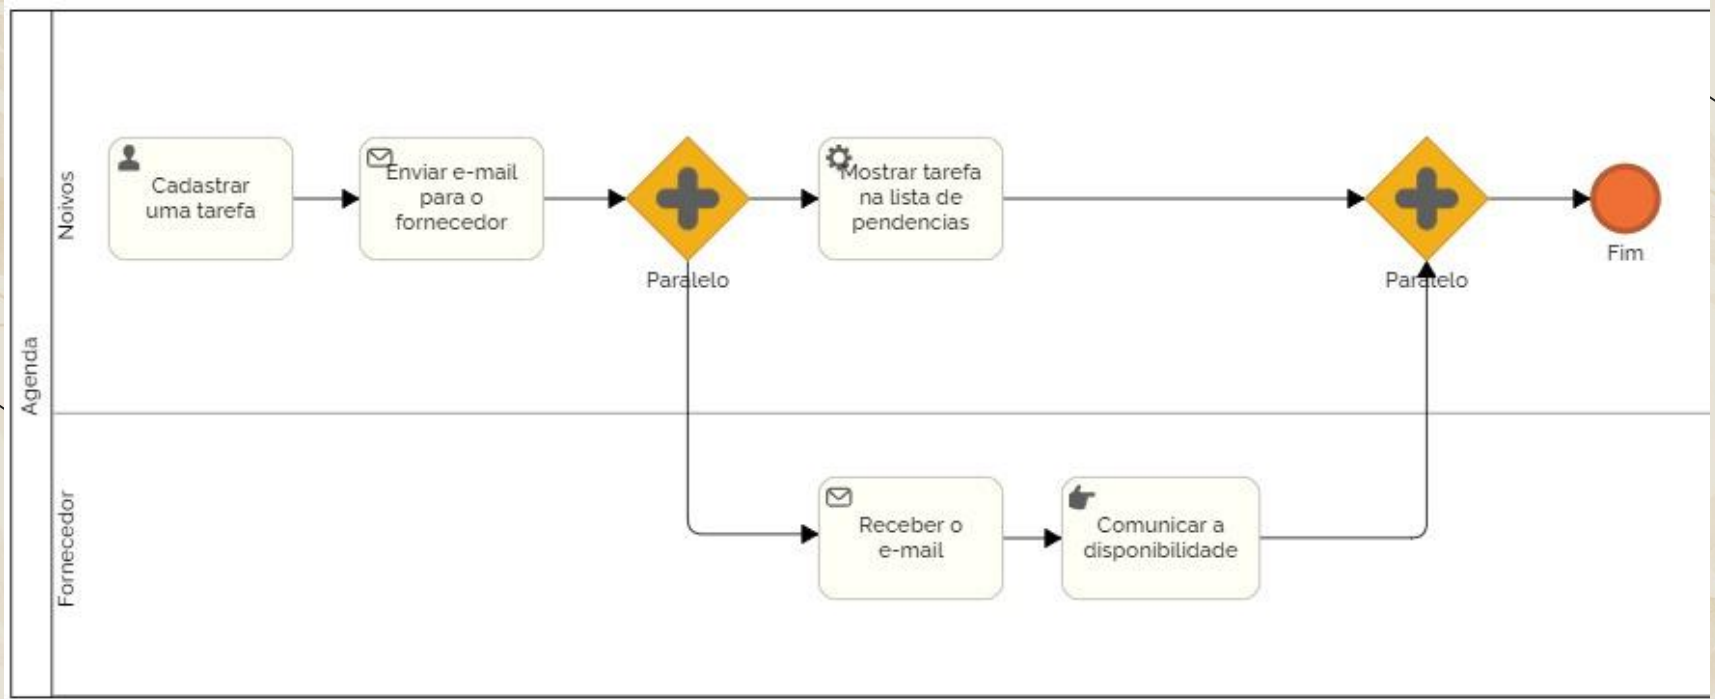 Agenda
Noivos
Cadastrar
uma tarefa
Enviar e-mail
para o
fornecedor
Paralelo
Mostrar tarefa
na lista de
pendencias
Paralelo
Fim
Fornecedor
Receber o
e-mail
Comunicar a
disponibilidade